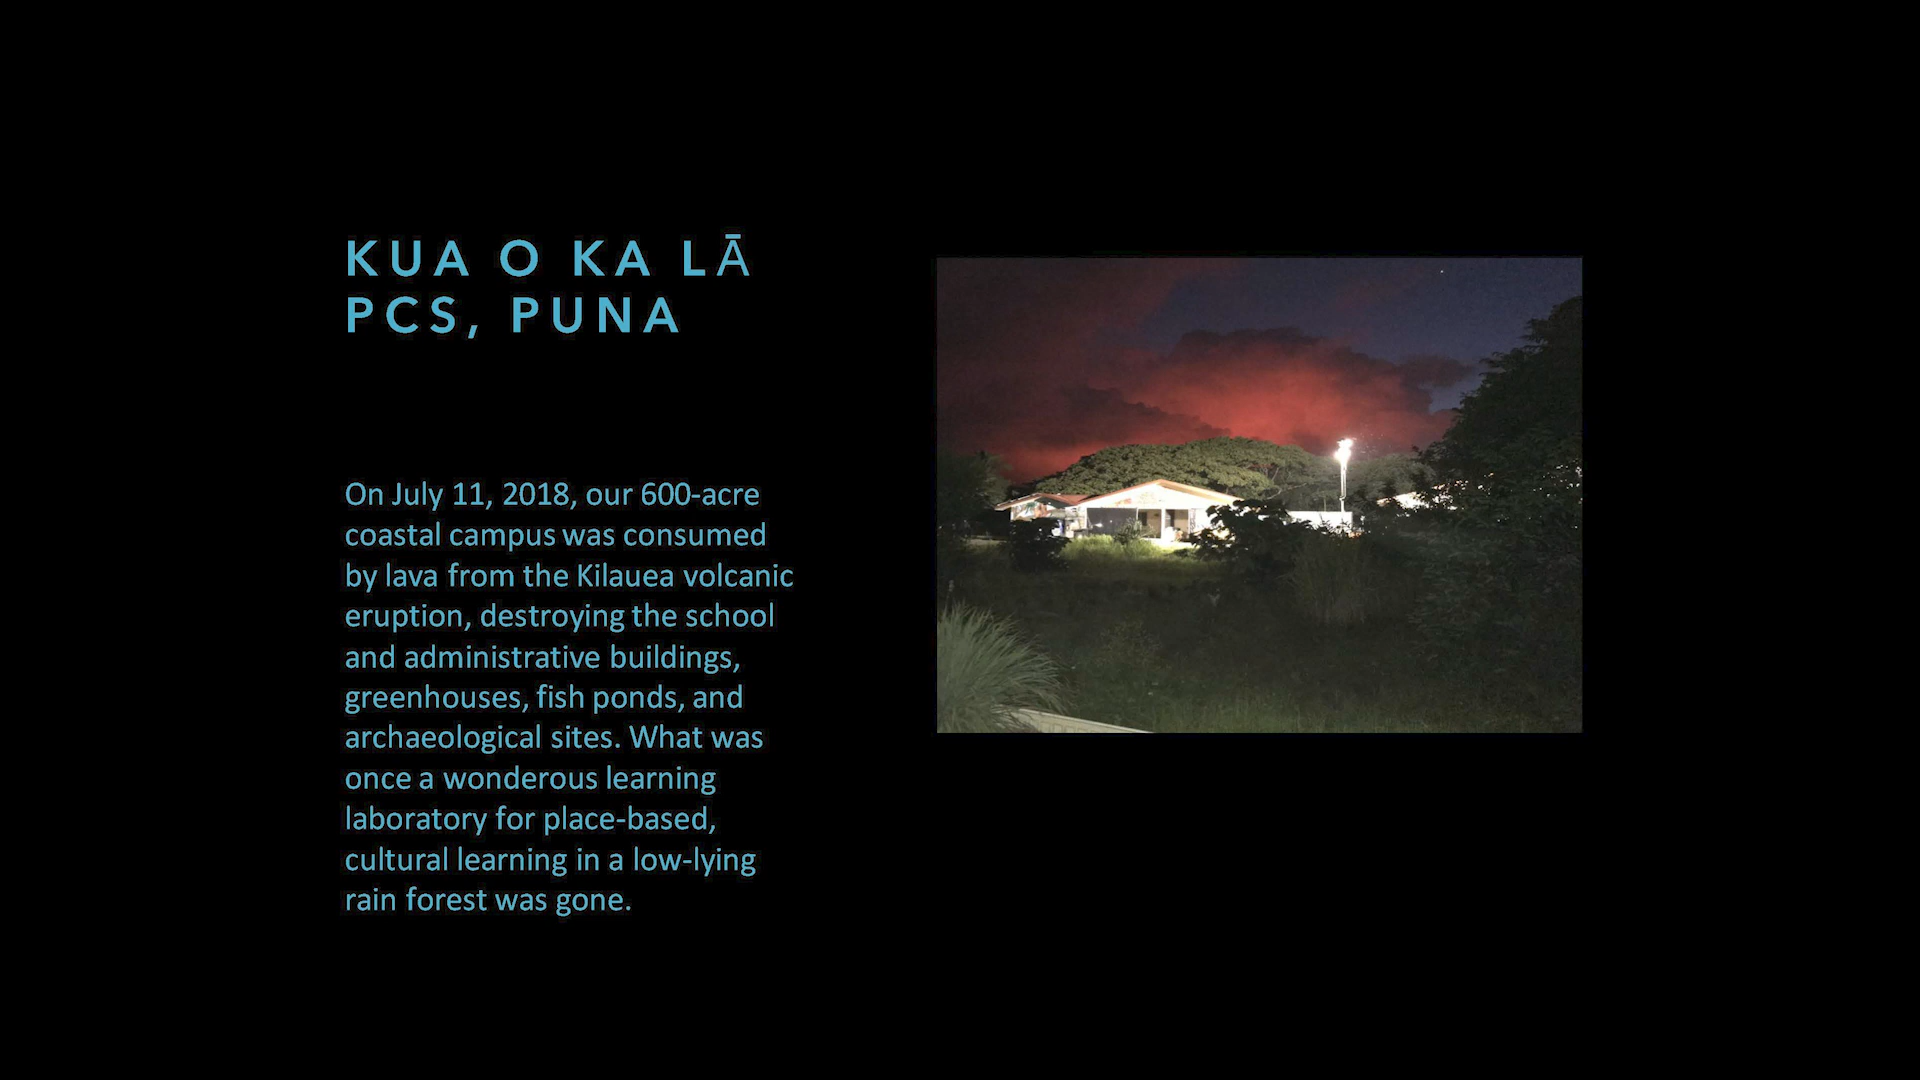 KUA O KA LĀ
PCS, PUNA
On July 11, 2018, our 600-acre
coastal campus was consumed
by lava from the Kilauea volcanic
eruption, destroying the school
and administrative buildings,
greenhouses, fish ponds, and
archaeological sites. What was
once a wonderous learning
laboratory for place-based,
cultural learning in a low-lying
rain forest was gone.